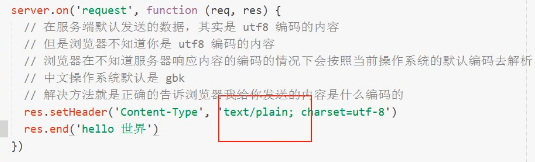 server.on('request', function (req, res) {
// 在服务端默认发送的数据，其实是 utf8 编码的内容
// 但是浏览器不知道你是 utf8 编码的内容
// 浏览器在不知道服务器响应内容的编码的情况下会按照当前操作系统的默认编码去解析
// 中文操作系统默认是 gbk
// 解决方法就是正确的告诉浏览器我给你发送的内容是什么编码的
res.setHeader('Content-Type', 'text/plain; charset=utf-8')
res.end('hello 世界')
})